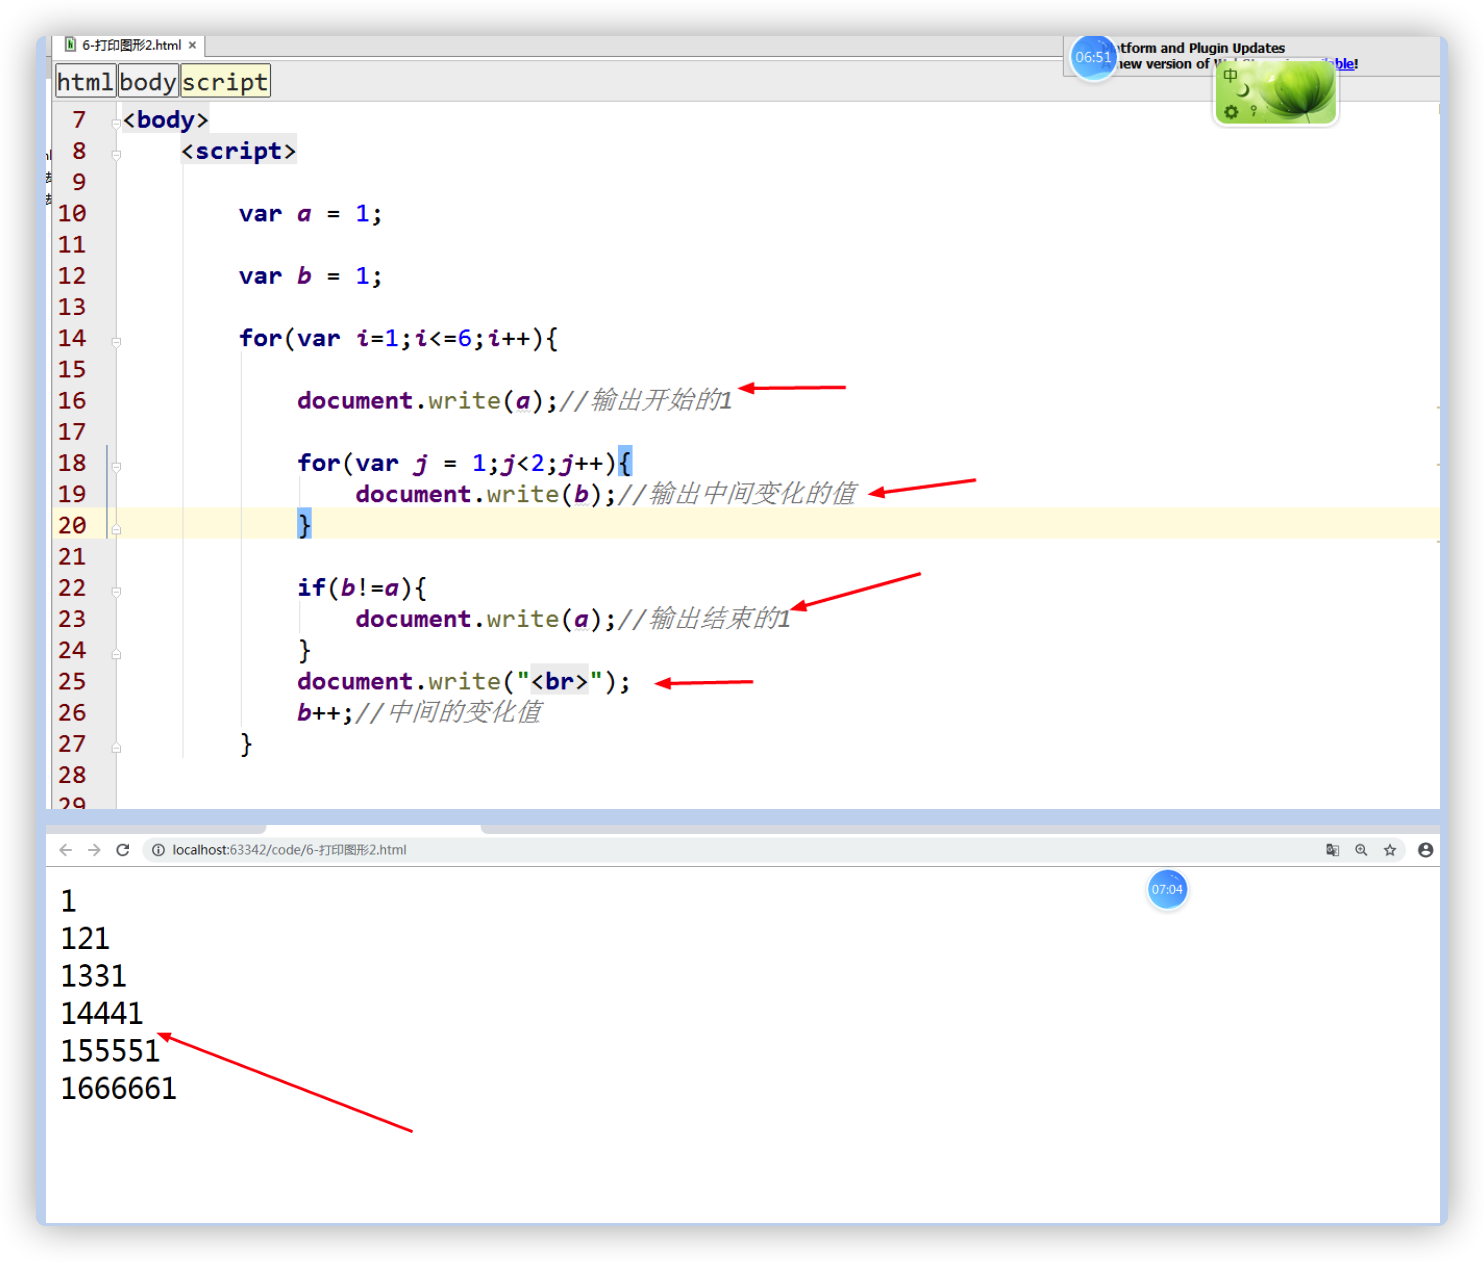 6-打印图形2.html ×
06:51
tform and Plugin Updates
new version of
ble!
中
html body script
7 <body>
8 <script>
9
10 var a = 1;
11
12 var b = 1;
13
14 for(var i=1;i<=6;i++){
15
16 document.write(a);//输出开始的1
17
18 for(var j = 1;j<2;j++){
19 document.write(b);//输出中间变化的值
20 }
21
22 if(b!=a){
23 document.write(a);//输出结束的1
24 }
25 document.write("<br>");
26 b++;//中间的变化值
27 }
28
29
localhost:63342/code/6-打印图形2.html
07:04
1
121
1331
14441
155551
1666661